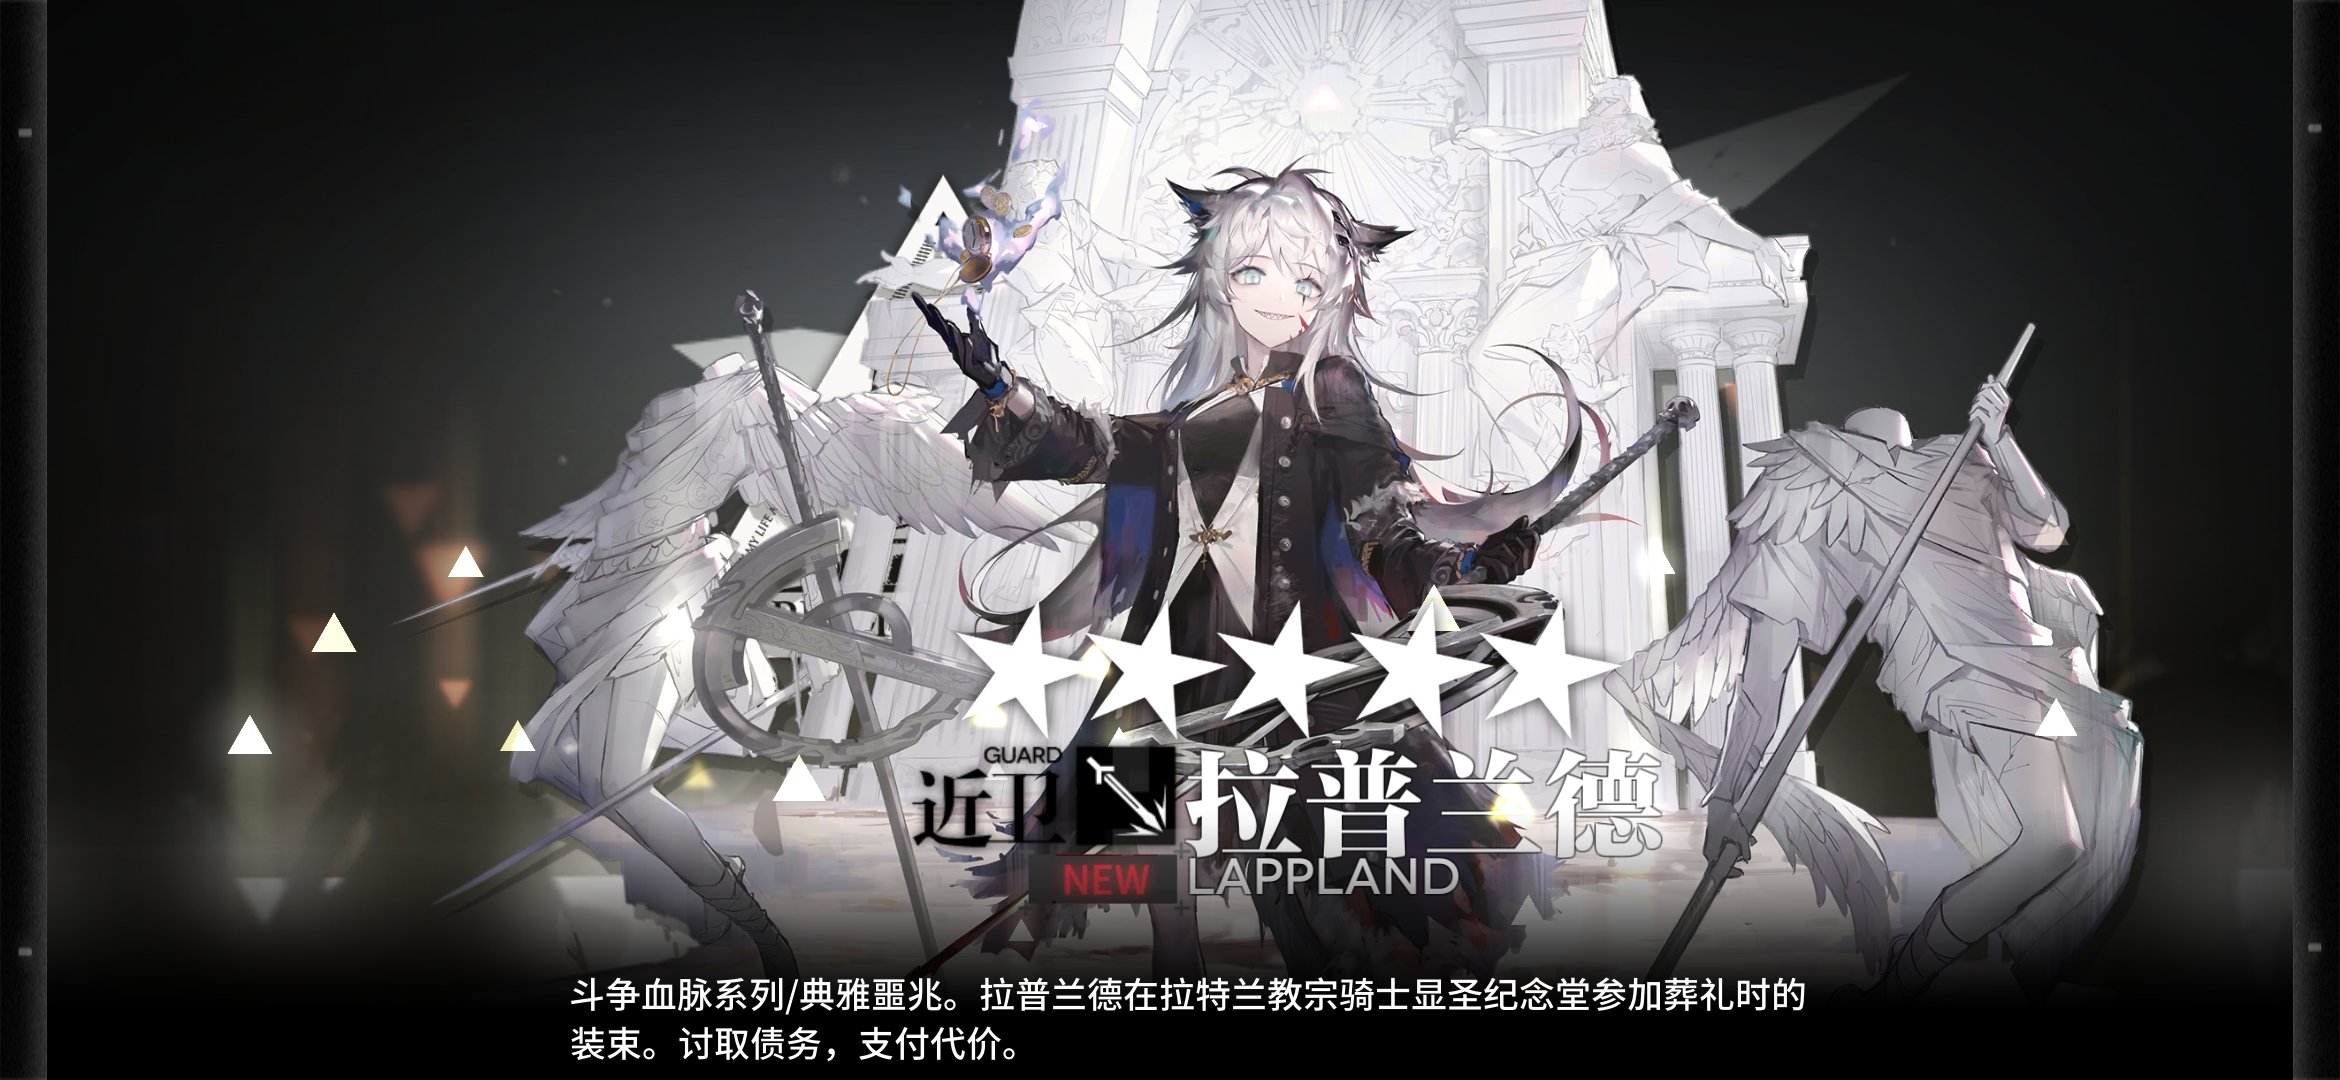 MY LIFE
GUARD
近卫
拉普兰德
NEW
LAPPLAND
斗争血脉系列/典雅噩兆。拉普兰德在拉特兰教宗骑士显圣纪念堂参加葬礼时的
装束。讨取债务，支付代价。